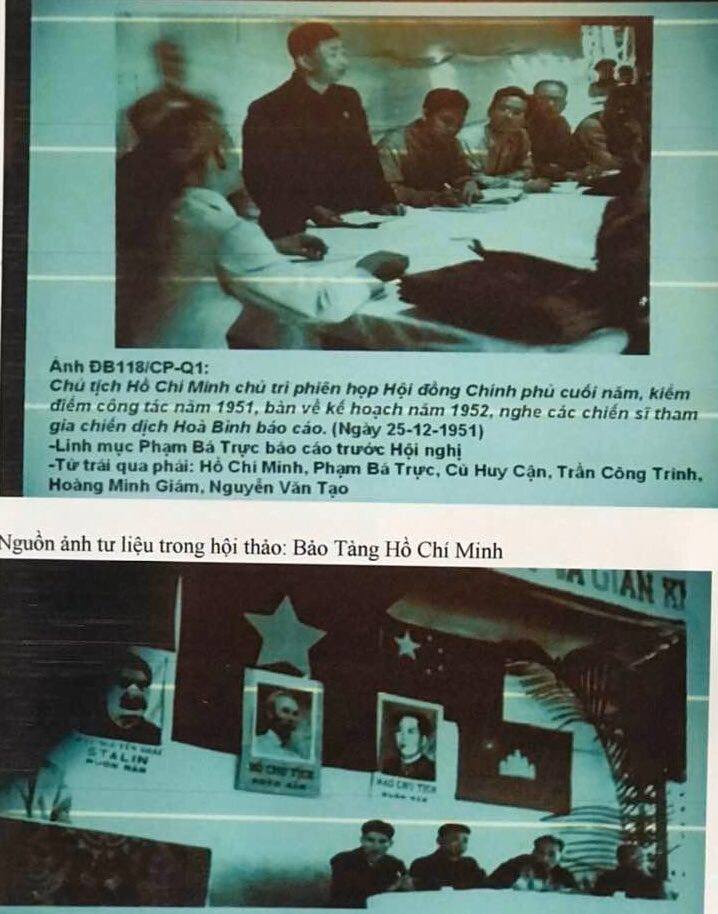 Ảnh ĐB118/CP-Q1:
Chủ tịch Hồ Chí Minh chủ trì phiên họp Hội đồng Chính phủ cuối năm, kiểm
điểm công tác năm 1951, bàn về kế hoạch năm 1952, nghe các chiến sĩ tham
gia chiến dịch Hoà Bình báo cáo. (Ngày 25-12-1951)
-Linh mục Phạm Bá Trực báo cáo trước Hội nghị
-Từ trái qua phải: Hồ Chí Minh, Phạm Bá Trực, Cù Huy Cận, Trần Công Trình,
Hoàng Minh Giám, Nguyễn Văn Tạo
Nguồn ảnh tư liệu trong hội thảo: Bảo Tàng Hồ Chí Minh
GIAN XI
STALIN
MUÔN NĂM
HỒ CHỦ TỊCH
MUÔN NĂM
MAO CHỦ TỊCH
MUÔN NĂM